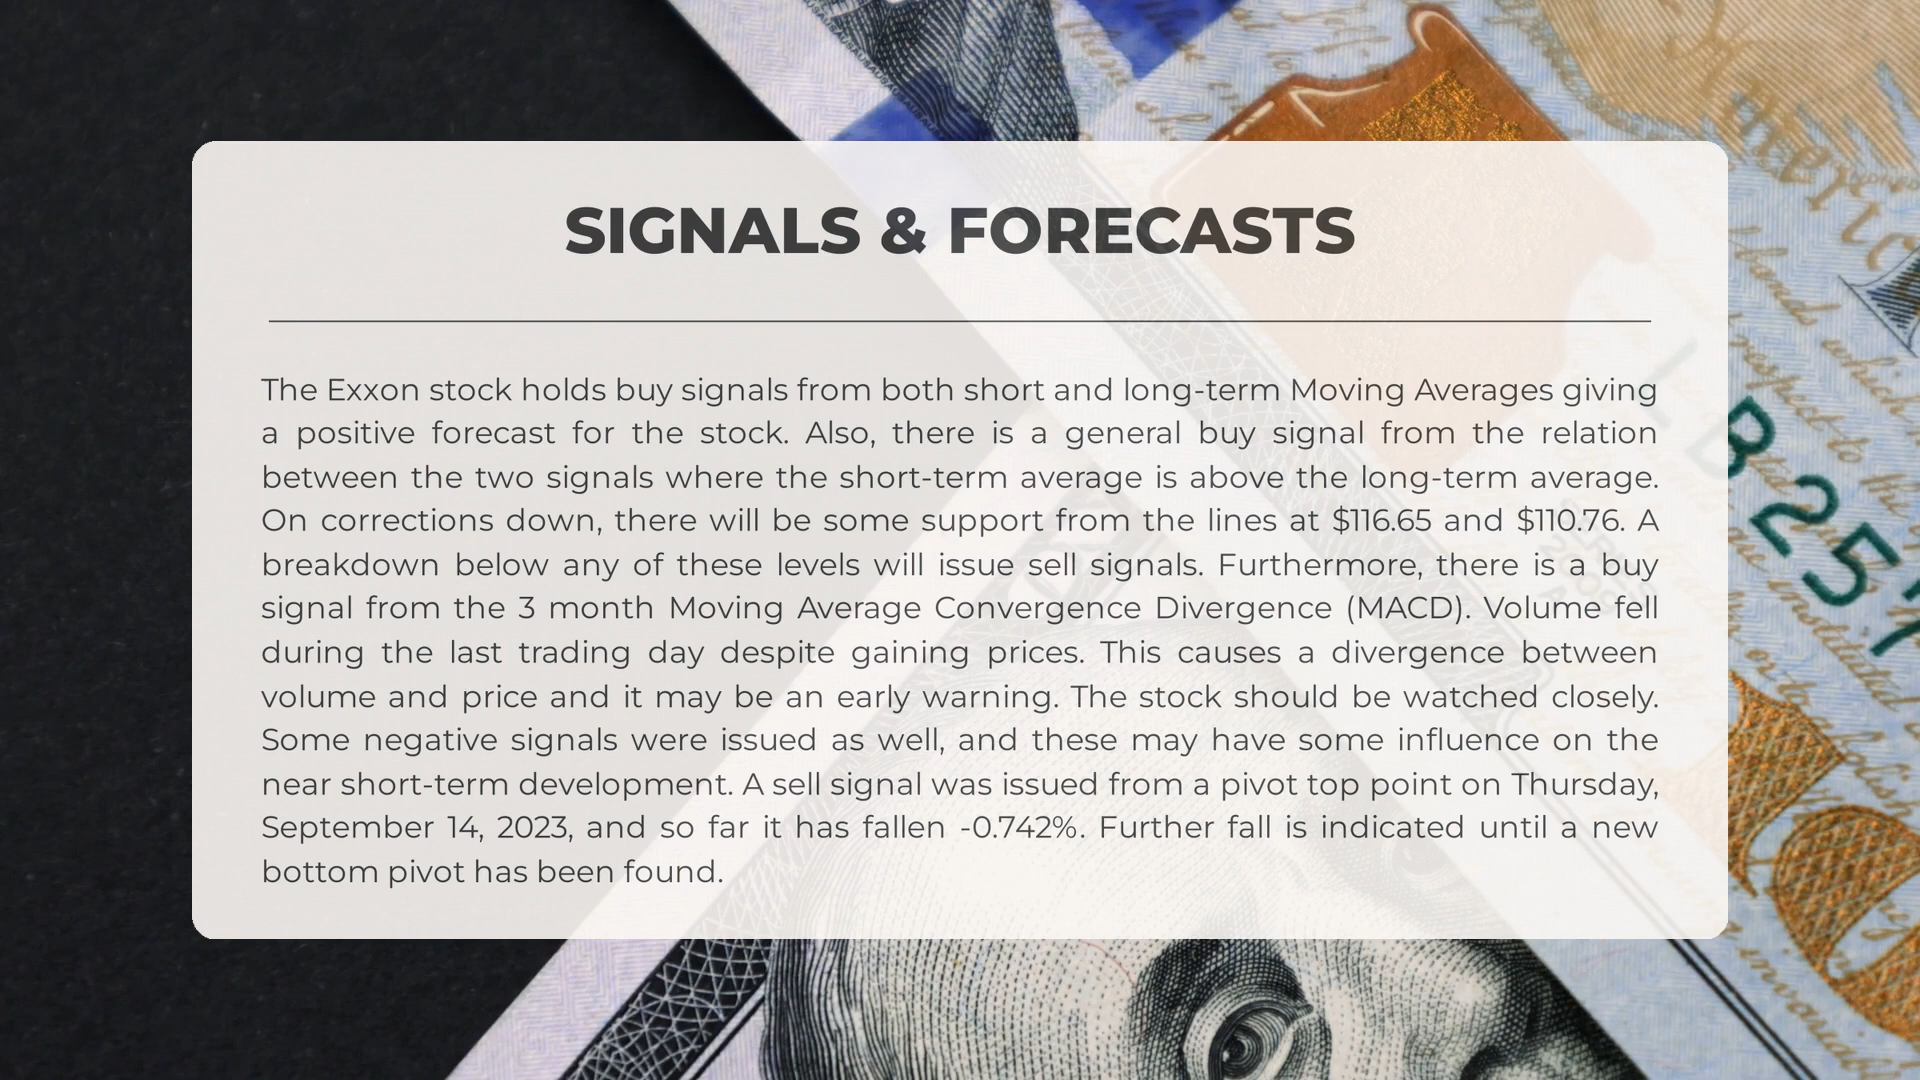 SIGNALS & FORECASTS
The Exxon stock holds buy signals from both short and long-term Moving Averages giving
a positive forecast for the stock. Also, there is a general buy signal from the relation
between the two signals where the short-term average is above the long-term average.
On corrections down, there will be some support from the lines at $116.65 and $110.76. A
breakdown below any of these levels will issue sell signals. Furthermore, there is a buy
signal from the 3 month Moving Average Convergence Divergence (MACD). Volume fell
during the last trading day despite gaining prices. This causes a divergence between
volume and price and it may be an early warning. The stock should be watched closely.
Some negative signals were issued as well, and these may have some influence on the
near short-term development. A sell signal was issued from a pivot top point on Thursday,
September 14, 2023, and so far it has fallen -0.742%. Further fall is indicated until a new
bottom pivot has been found.